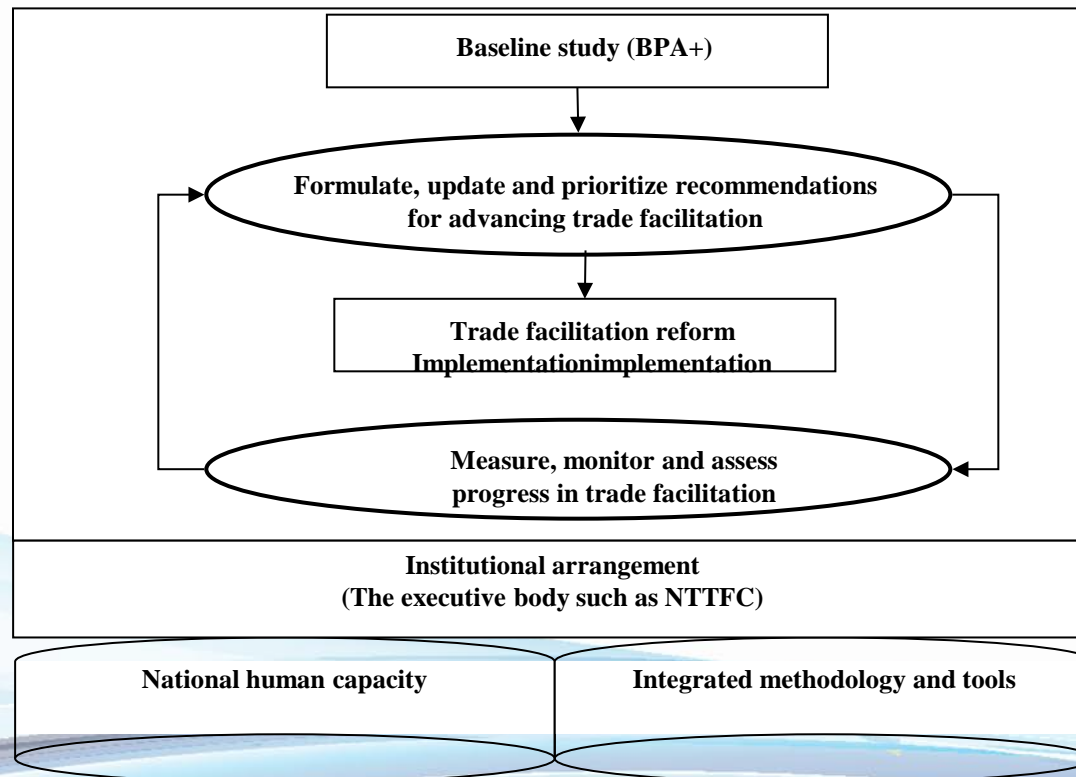 Baseline study (BPA+)
Formulate, update and prioritize recommendations
for advancing trade facilitation
Trade facilitation reform
Implementationimplementation
Measure, monitor and assess
progress in trade facilitation
Institutional arrangement
(The executive body such as NTTFC)
National human capacity
Integrated methodology and tools